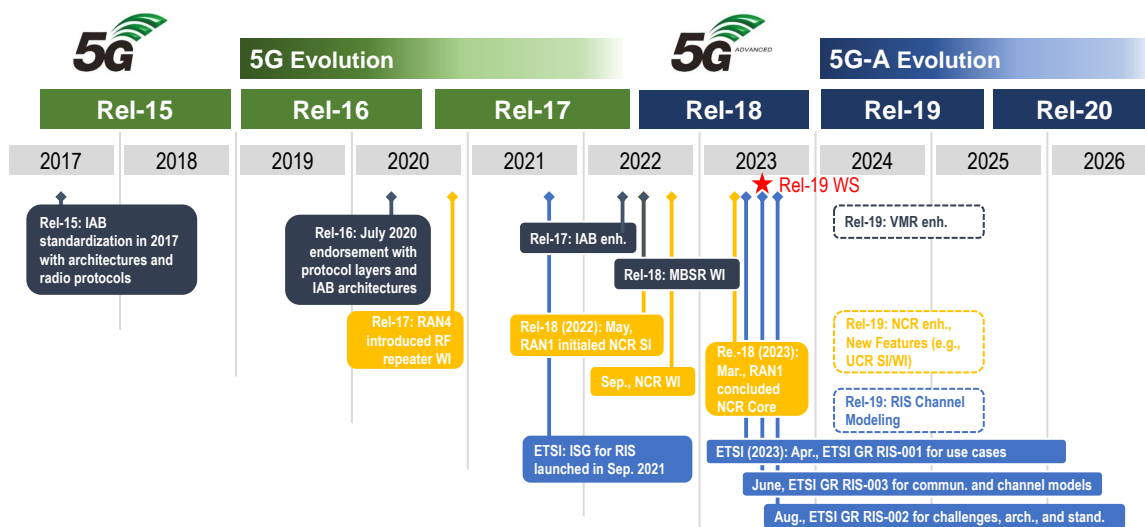 5G
5G ADVANCED
5G Evolution
5G-A Evolution
Rel-15
Rel-16
Rel-17
Rel-18
Rel-19
Rel-20
2017
2018
2019
2020
2021
2022
2023
2024
2025
2026
Rel-19 WS
Rel-15: IAB
standardization in 2017
with architectures and
radio protocols
Rel-16: July 2020
endorsement with
protocol layers and
IAB architectures
Rel-17: IAB enh.
Rel-18: MBSR WI
Rel-19: VMR enh.
Rel-17: RAN4
introduced RF
repeater WI
Rel-18 (2022): May,
RAN1 initialed NCR SI
Sep., NCR WI
Re.-18 (2023):
Mar., RAN1
concluded
NCR Core
Rel-19: NCR enh.,
New Features (e.g.,
UCR SI/WI)
Rel-19: RIS Channel
Modeling
ETSI: ISG for RIS
launched in Sep. 2021
ETSI (2023): Apr., ETSI GR RIS-001 for use cases
June, ETSI GR RIS-003 for commun. and channel models
Aug., ETSI GR RIS-002 for challenges, arch., and stand.